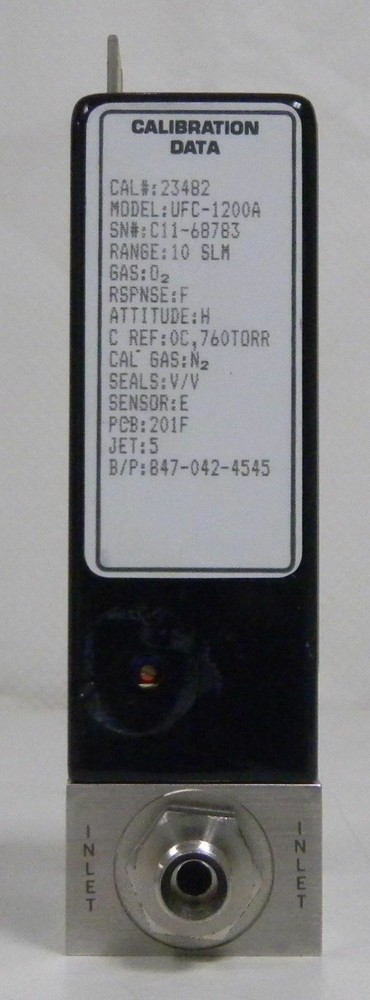 CALIBRATION
DATA
CAL#:23482
MODEL:UFC-1200A
SN#:C11-68783
RANGE:10 SLM
GAS:O₂
RSPNSE:F
ATTITUDE:H
C REF:0C,760TORR
CAL GAS:N₂
SEALS:V/V
SENSOR:E
PCB:201F
JET:5
B/P:847-042-4545
INLET
INLET